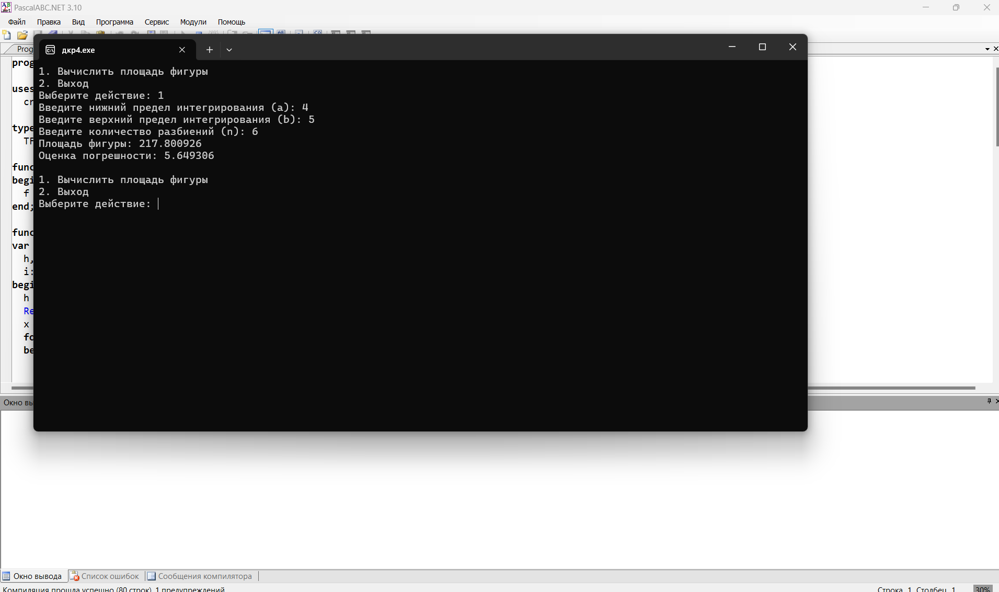 PascalABC.NET 3.10
Файл Правка Вид Программа Сервис Модули Помощь
Prog
дкр4.exe
prog
uses
cr
type
TF
func
begi
f
end;
func
var
h,
i:
begi
h
Re
x
fo
be
1. Вычислить площадь фигуры
2. Выход
Выберите действие: 1
Введите нижний предел интегрирования (a): 4
Введите верхний предел интегрирования (b): 5
Введите количество разбиений (n): 6
Площадь фигуры: 217.800926
Оценка погрешности: 5.649306
1. Вычислить площадь фигуры
2. Выход
Выберите действие:
Окно вы
Окно вывода Список ошибок Сообщения компилятора
Компиляция прошла успешно (80 строк), 1 предупреждений Строка 1 Столбец 1 30%